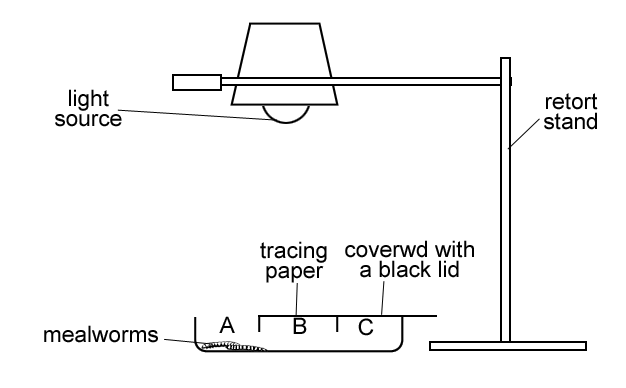 light
source
retort
stand
tracing
paper
coverwd with
a black lid
A
B
C
mealworms